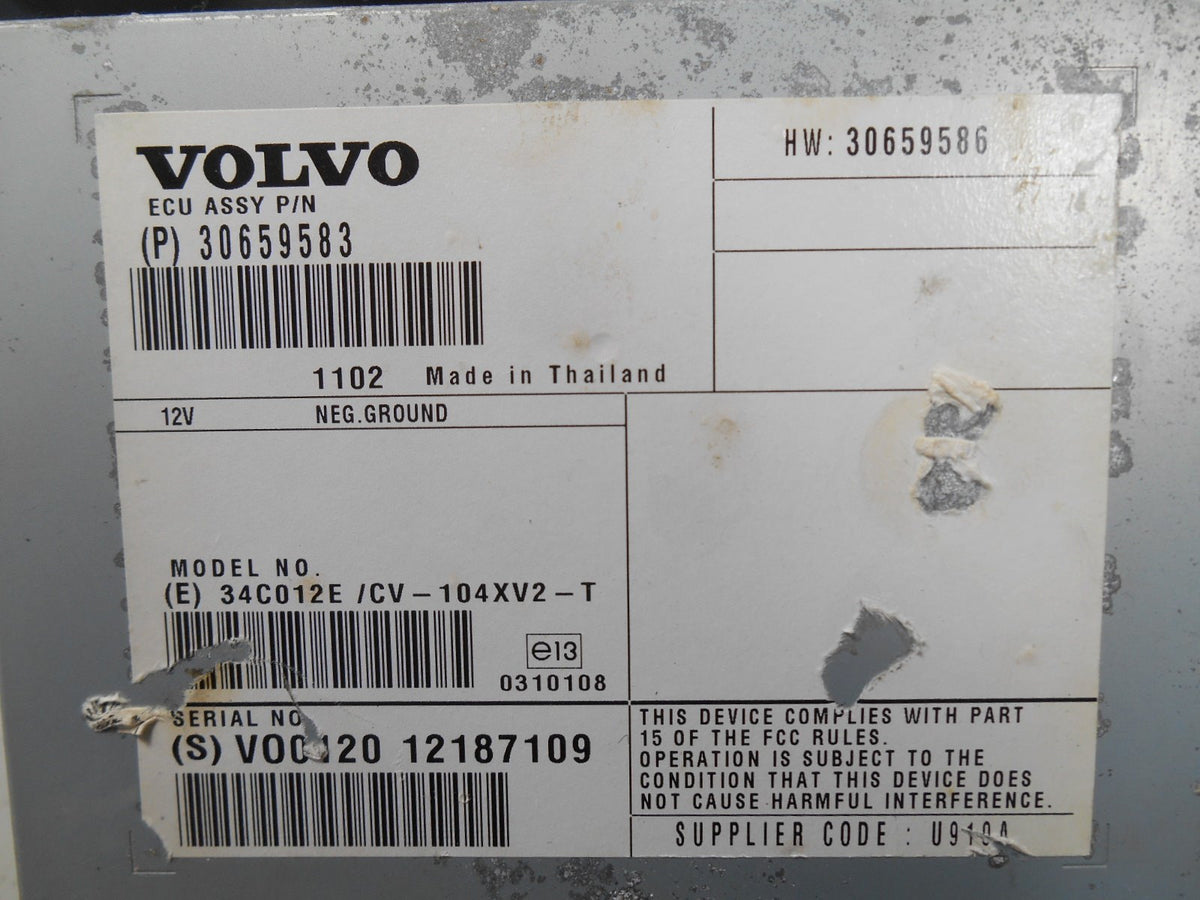 VOLVO
ECU ASSY P/N
(P) 30659583
HW: 30659586
1102 Made in Thailand
12V NEG.GROUND
MODEL NO.
(E) 34C012E /CV-104XV2-T
e13
0310108
SERIAL NO
(S) VO0120 12187109
THIS DEVICE COMPLIES WITH PART
15 OF THE FCC RULES.
OPERATION IS SUBJECT TO THE
CONDITION THAT THIS DEVICE DOES
NOT CAUSE HARMFUL INTERFERENCE.
SUPPLIER CODE :